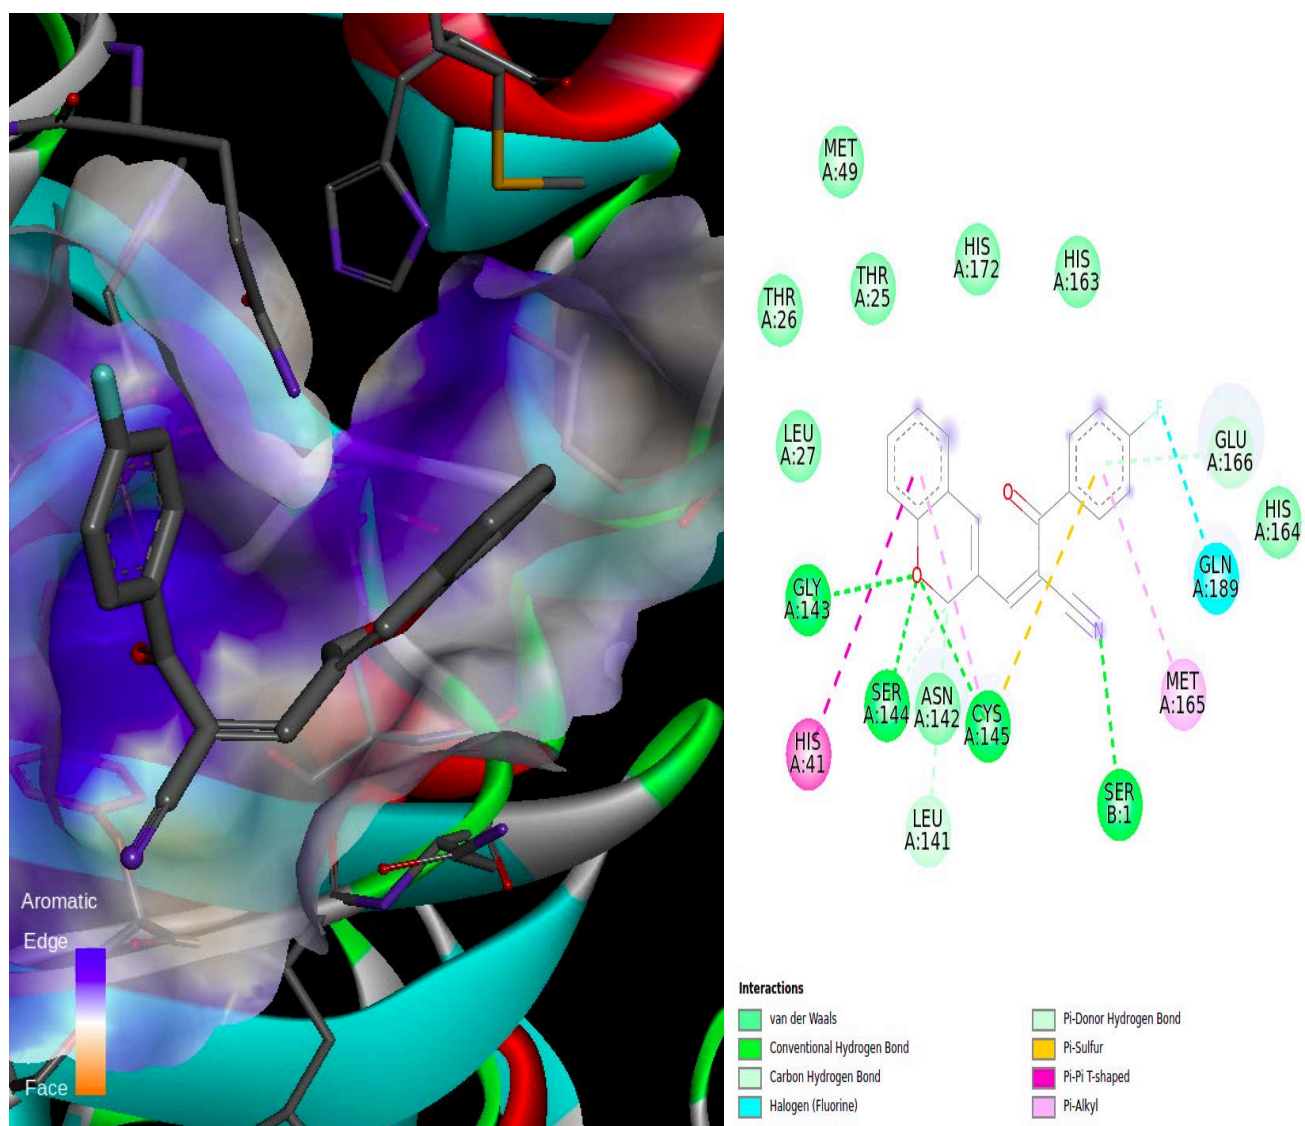 Aromatic
Edge
Face
MET
A:49
HIS
A:172
HIS
A:163
THR
A:25
THR
A:26
LEU
A:27
F
GLU
A:166
HIS
A:164
O
GLN
A:189
GLY
A:143
O
N
SER
A:144
ASN
A:142
CYS
A:145
MET
A:165
HIS
A:41
SER
B:1
LEU
A:141
Interactions
van der Waals
Conventional Hydrogen Bond
Carbon Hydrogen Bond
Halogen (Fluorine)
Pi-Donor Hydrogen Bond
Pi-Sulfur
Pi-Pi T-shaped
Pi-Alkyl